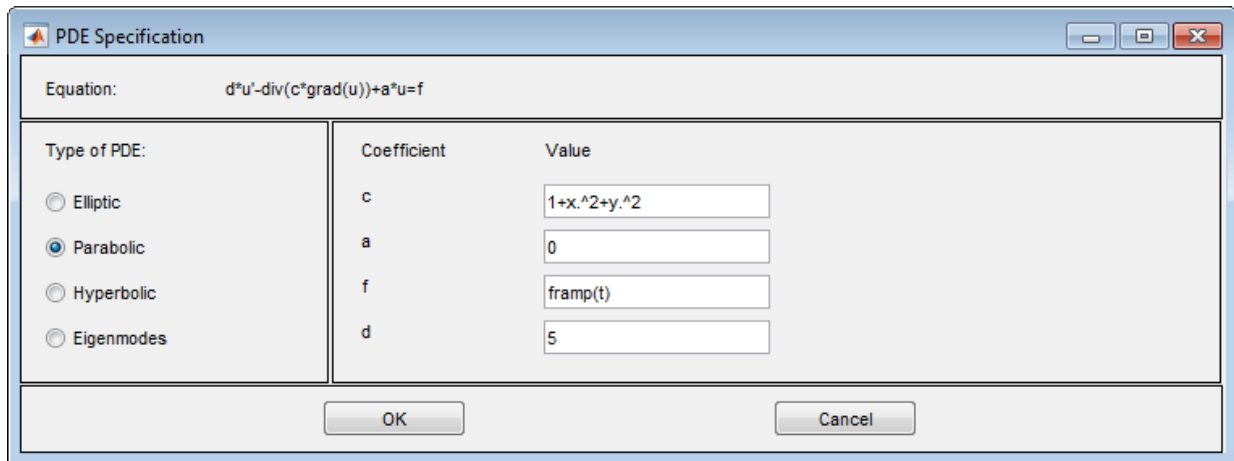 PDE Specification
Equation: d*u'-div(c*grad(u))+a*u=f
Type of PDE:
Elliptic
Parabolic
Hyperbolic
Eigenmodes
Coefficient Value
c 1+x.^2+y.^2
a 0
f framp(t)
d 5
OK Cancel